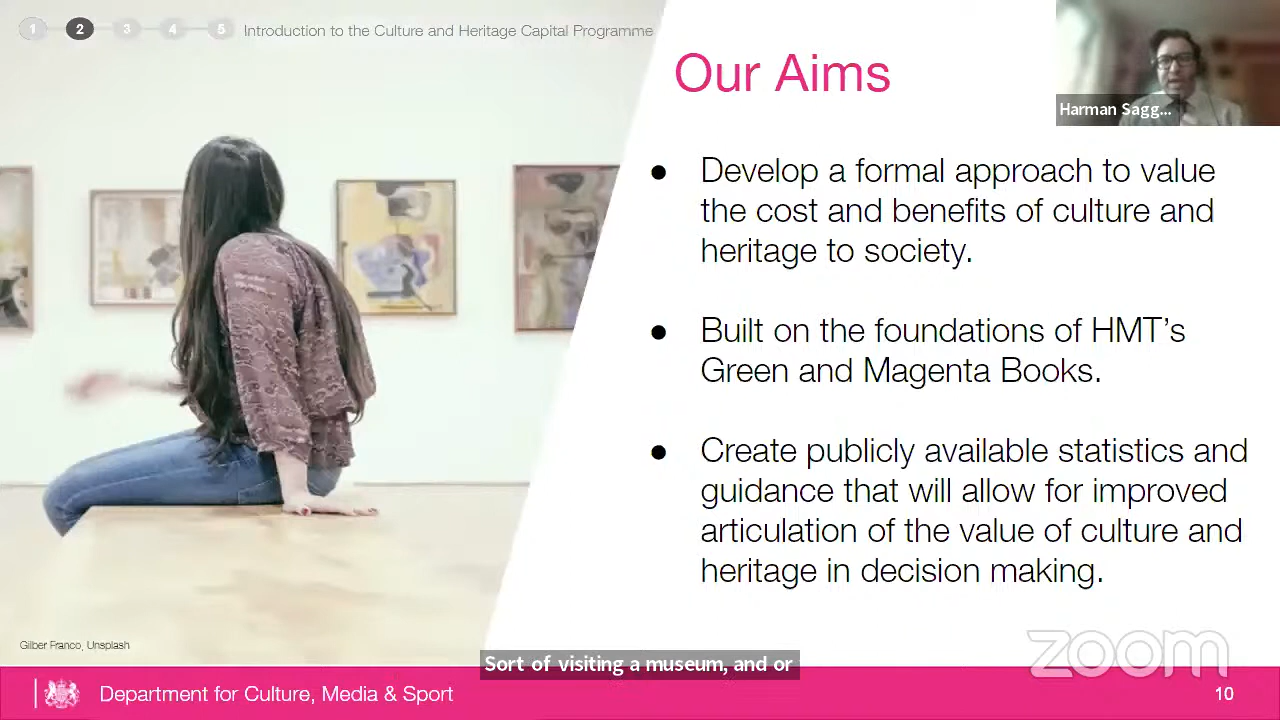 1 2 3 4 5 Introduction to the Culture and Heritage Capital Programme
Our Aims
Harman Sagg...
● Develop a formal approach to value
the cost and benefits of culture and
heritage to society.
● Built on the foundations of HMT's
Green and Magenta Books.
● Create publicly available statistics and
guidance that will allow for improved
articulation of the value of culture and
heritage in decision making.
Gilber Franco, Unsplash
Sort of visiting a museum, and or
zoom
Department for Culture, Media & Sport
10